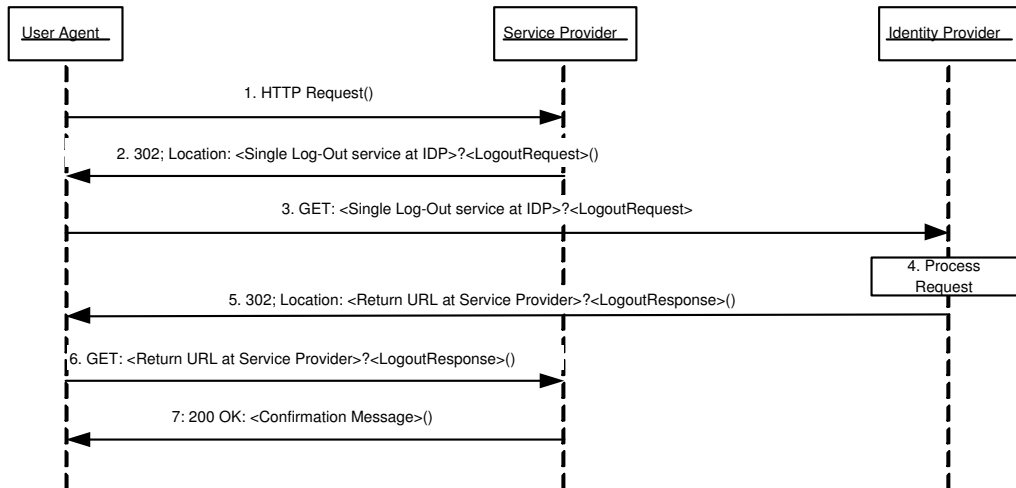 User Agent
Service Provider
Identity Provider
1. HTTP Request()
2. 302; Location: <Single Log-Out service at IDP>?<LogoutRequest>()
3. GET: <Single Log-Out service at IDP>?<LogoutRequest>
4. Process
Request
5. 302; Location: <Return URL at Service Provider>?<LogoutResponse>()
6. GET: <Return URL at Service Provider>?<LogoutResponse>()
7: 200 OK: <Confirmation Message>()